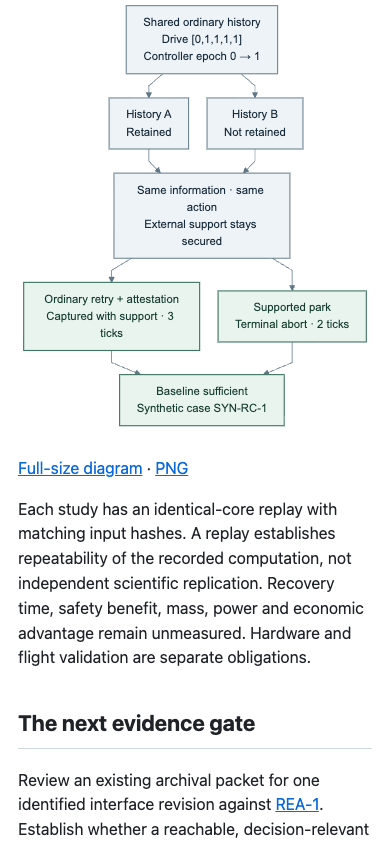 Shared ordinary history
Drive [0,1,1,1,1]
Controller epoch 0 → 1
History A
Retained
History B
Not retained
Same information · same
action
External support stays
secured
Ordinary retry + attestation
Captured with support · 3
ticks
Supported park
Terminal abort · 2 ticks
Baseline sufficient
Synthetic case SYN-RC-1
Full-size diagram · PNG
Each study has an identical-core replay with
matching input hashes. A replay establishes
repeatability of the recorded computation, not
independent scientific replication. Recovery
time, safety benefit, mass, power and economic
advantage remain unmeasured. Hardware and
flight validation are separate obligations.
The next evidence gate
Review an existing archival packet for one
identified interface revision against REA-1.
Establish whether a reachable, decision-relevant